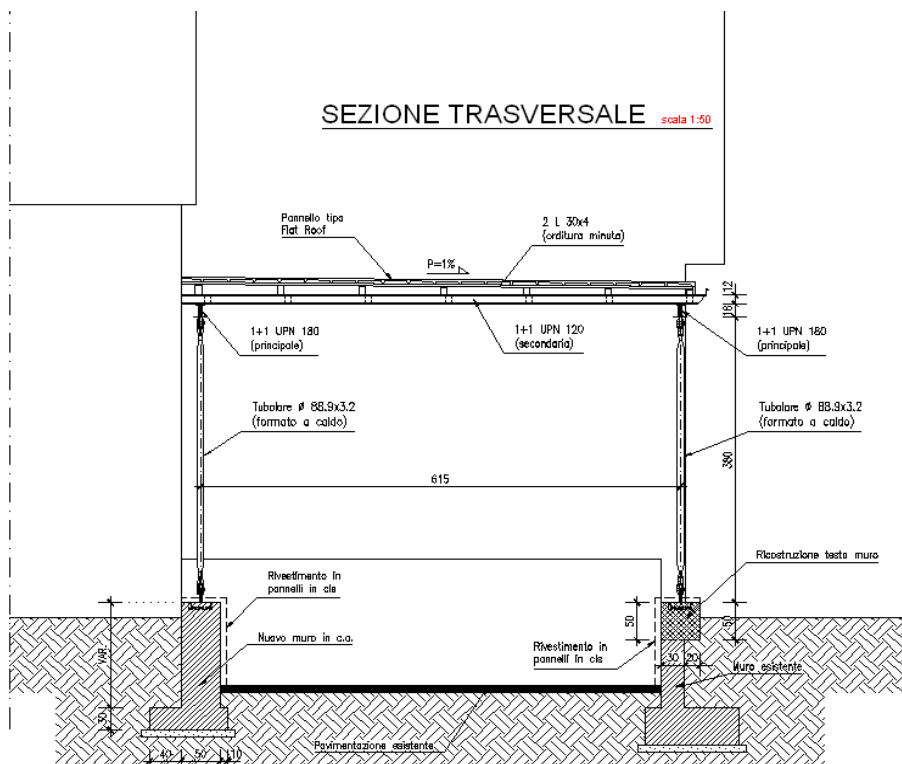 SEZIONE TRASVERSALE scala 1:50
Pannello tipo
Flat Roof
2 L 30x4
(orditura minuta)
P=1%
12
18
1+1 UPN 180
(principale)
1+1 UPN 120
(secondaria)
1+1 UPN 180
(principale)
Tubolare ø 88.9x3.2
(formato a caldo)
Tubolare ø 88.9x3.2
(formato a caldo)
380
615
Ricostruzione testa muro
Rivestimento in
pannelli in cls
50
50
Nuovo muro in c.a.
Rivestimento in
pannelli in cls
VAR.
30 20
Muro esistente
30
Pavimentazione esistente
40 50 10